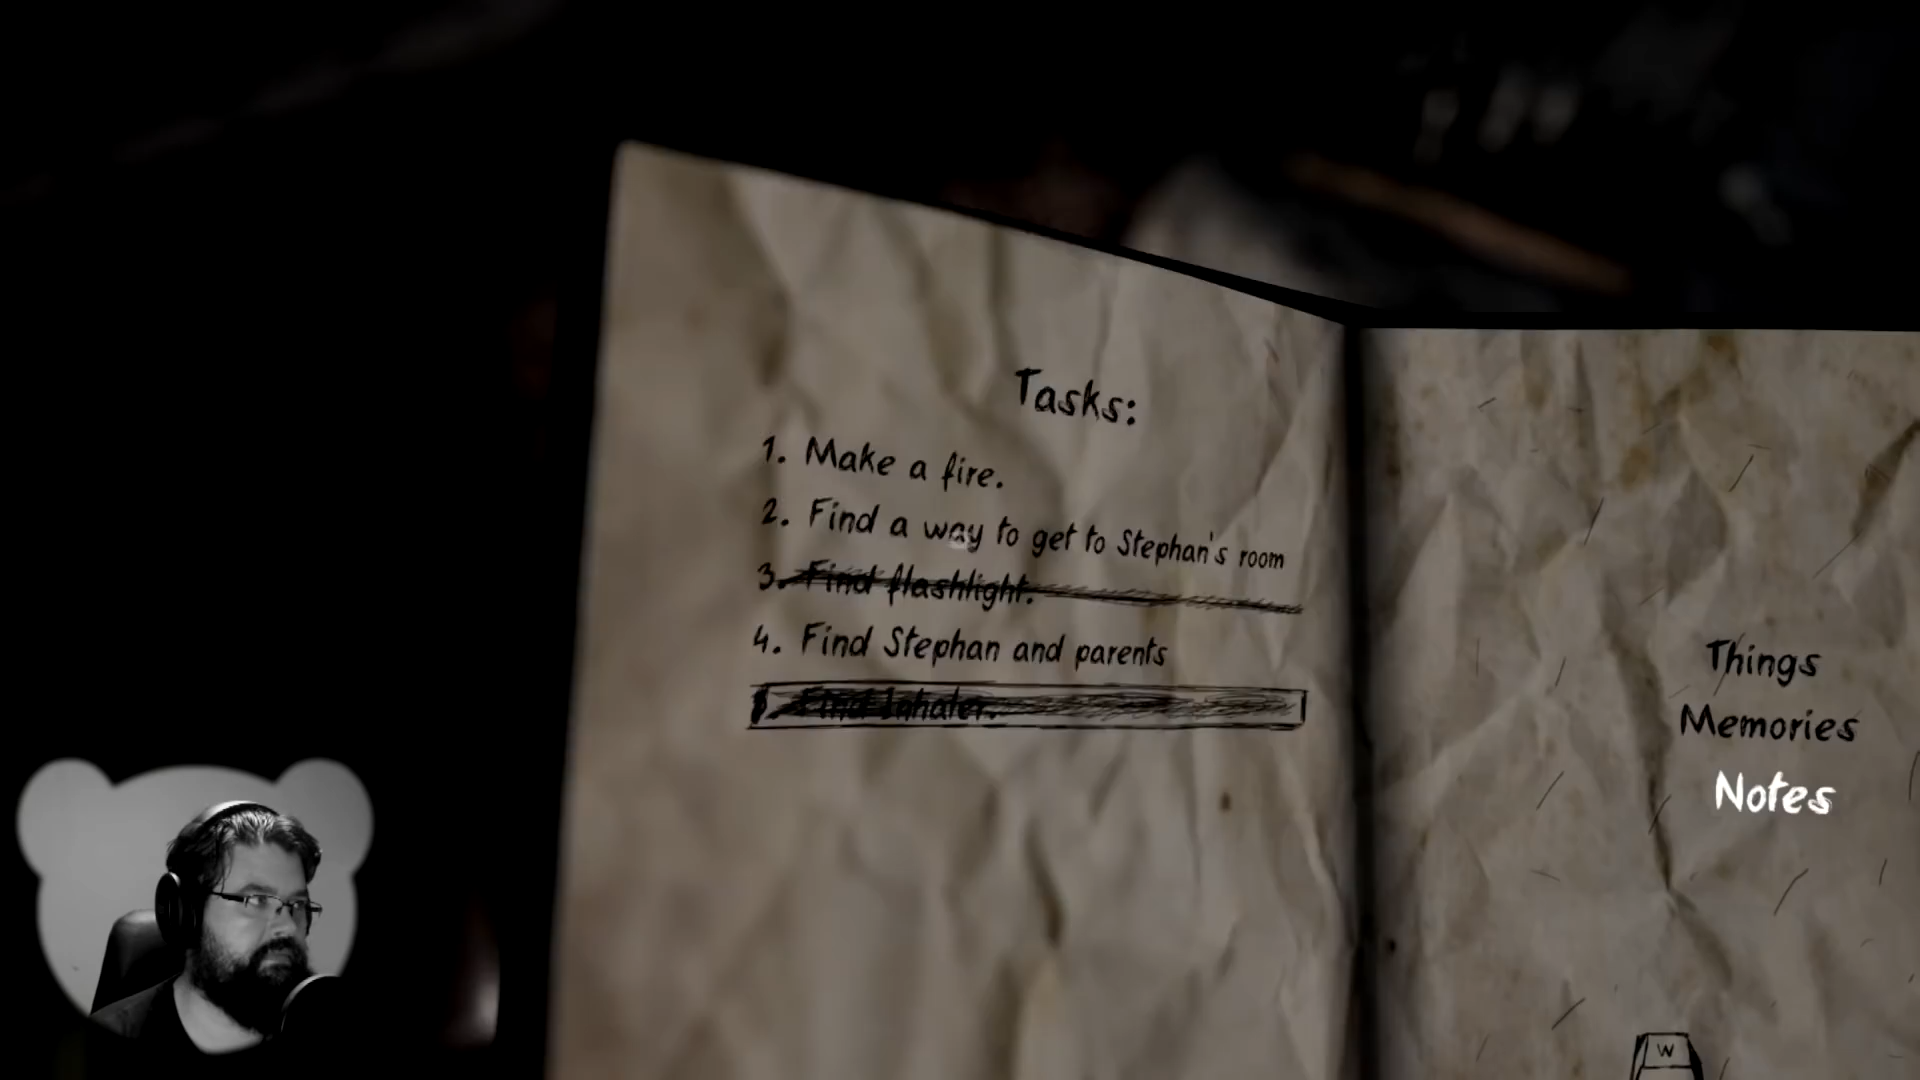 Tasks:
1. Make a fire.
2. Find a way to get to Stephan's room
3. Find flashlight.
4. Find Stephan and parents
Find Inhaler.
Things
Memories
Notes
W